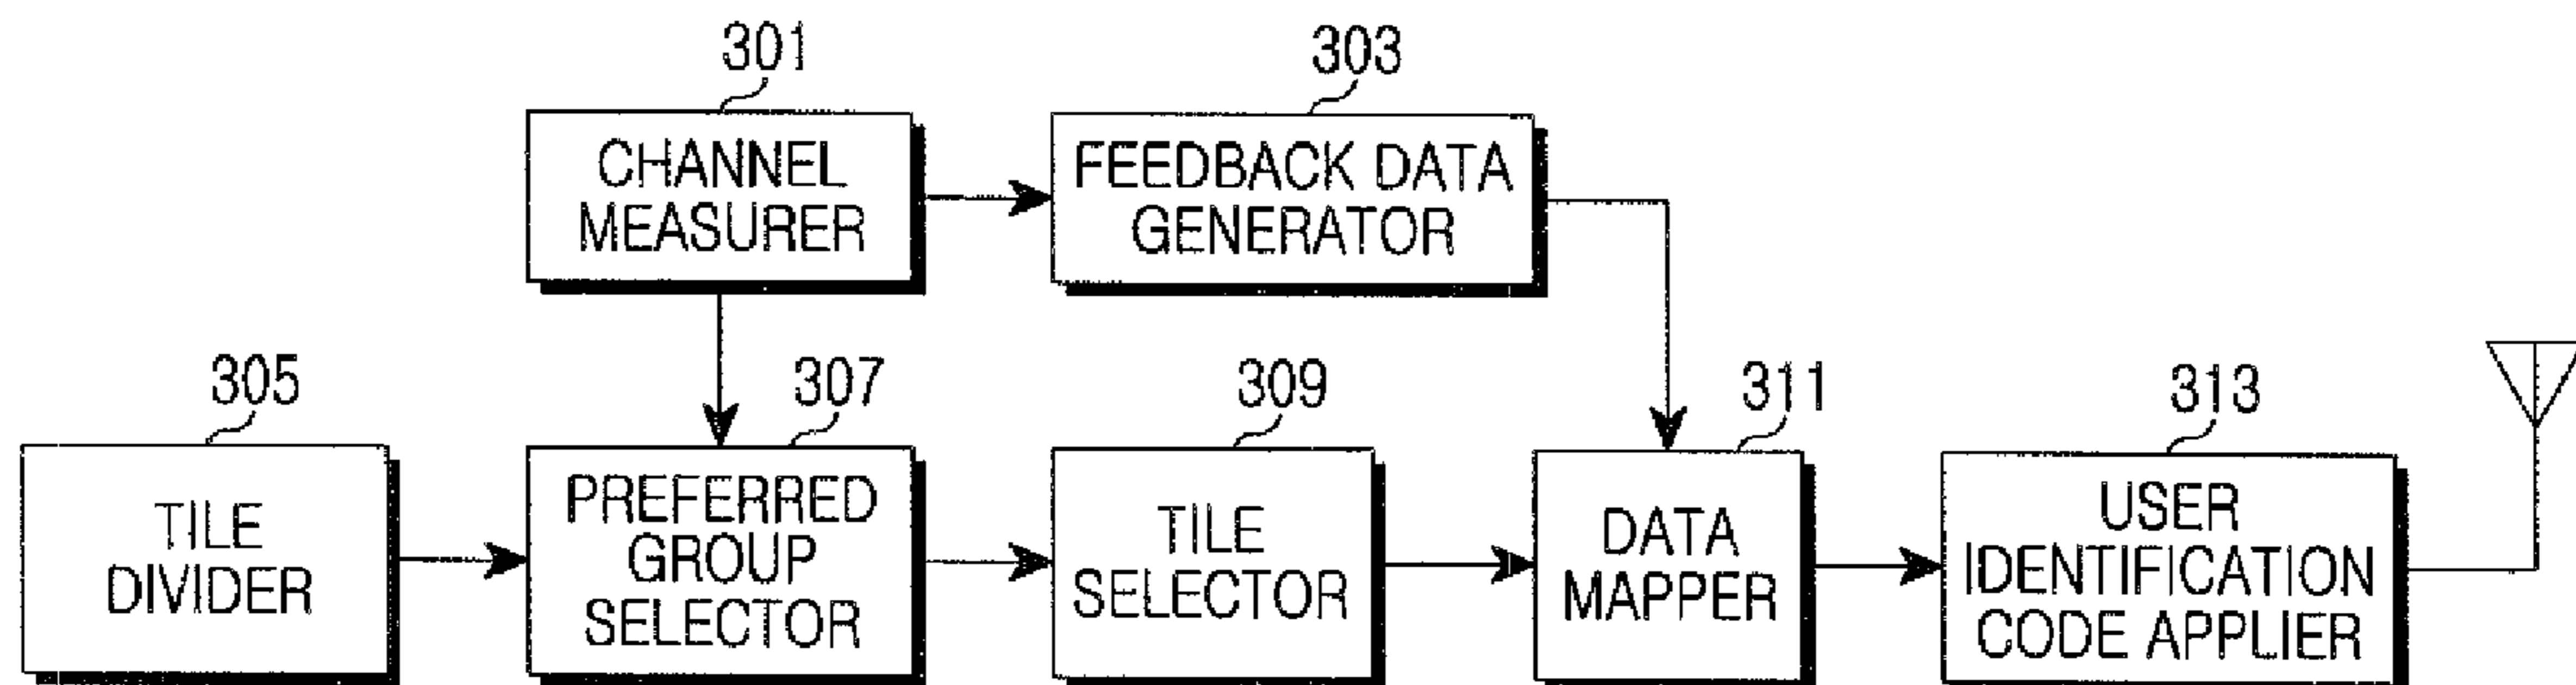 301
303
CHANNEL
MEASURER
FEEDBACK DATA
GENERATOR
305
307
309
311
313
TILE
DIVIDER
PREFERRED
GROUP
SELECTOR
TILE
SELECTOR
DATA
MAPPER
USER
IDENTIFICATION
CODE APPLIER